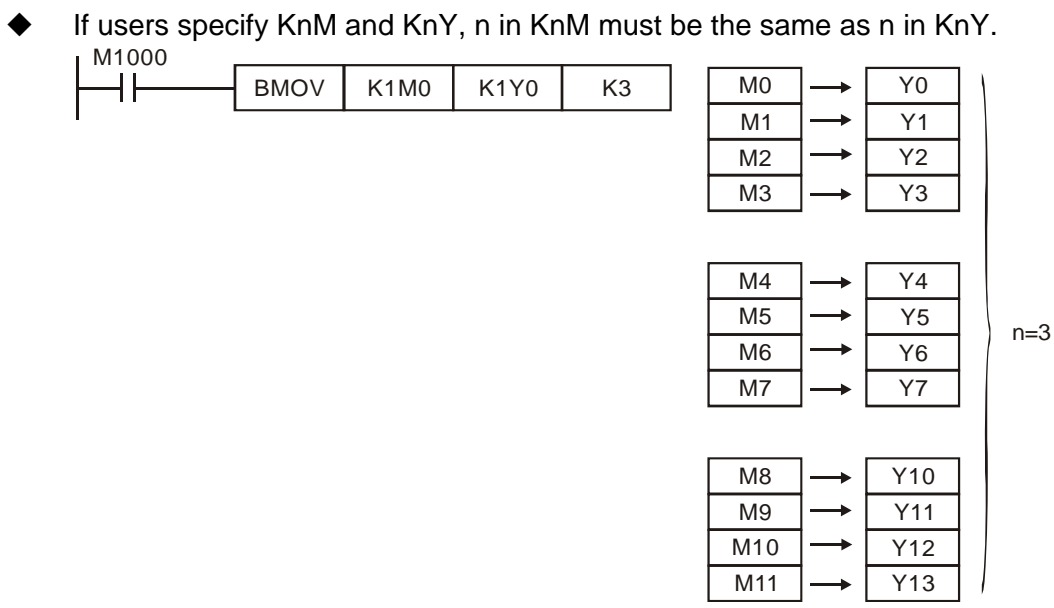 ◆ If users specify KnM and KnY, n in KnM must be the same as n in KnY.
M1000
BMOV K1M0 K1Y0 K3
M0 → Y0
M1 → Y1
M2 → Y2
M3 → Y3
M4 → Y4
M5 → Y5
M6 → Y6
M7 → Y7
n=3
M8 → Y10
M9 → Y11
M10 → Y12
M11 → Y13